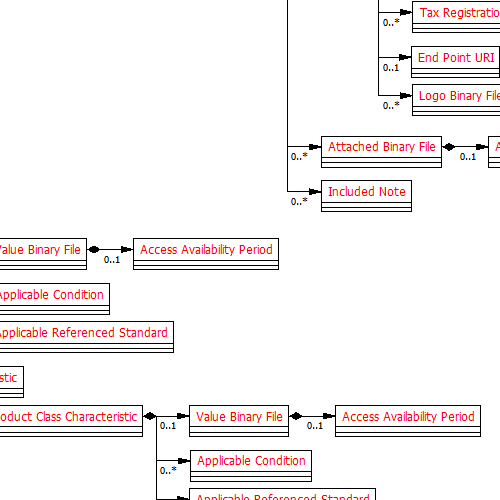 Tax Registratio
0..*
End Point URI
0..1
Logo Binary File
0..*
Attached Binary File
0..*
0..1
A
Included Note
0..*
Value Binary File
0..1
Access Availability Period
Applicable Condition
Applicable Referenced Standard
stic
oduct Class Characteristic
0..1
Value Binary File
0..1
Access Availability Period
Applicable Condition
0..*
Applicable Referenced Standard